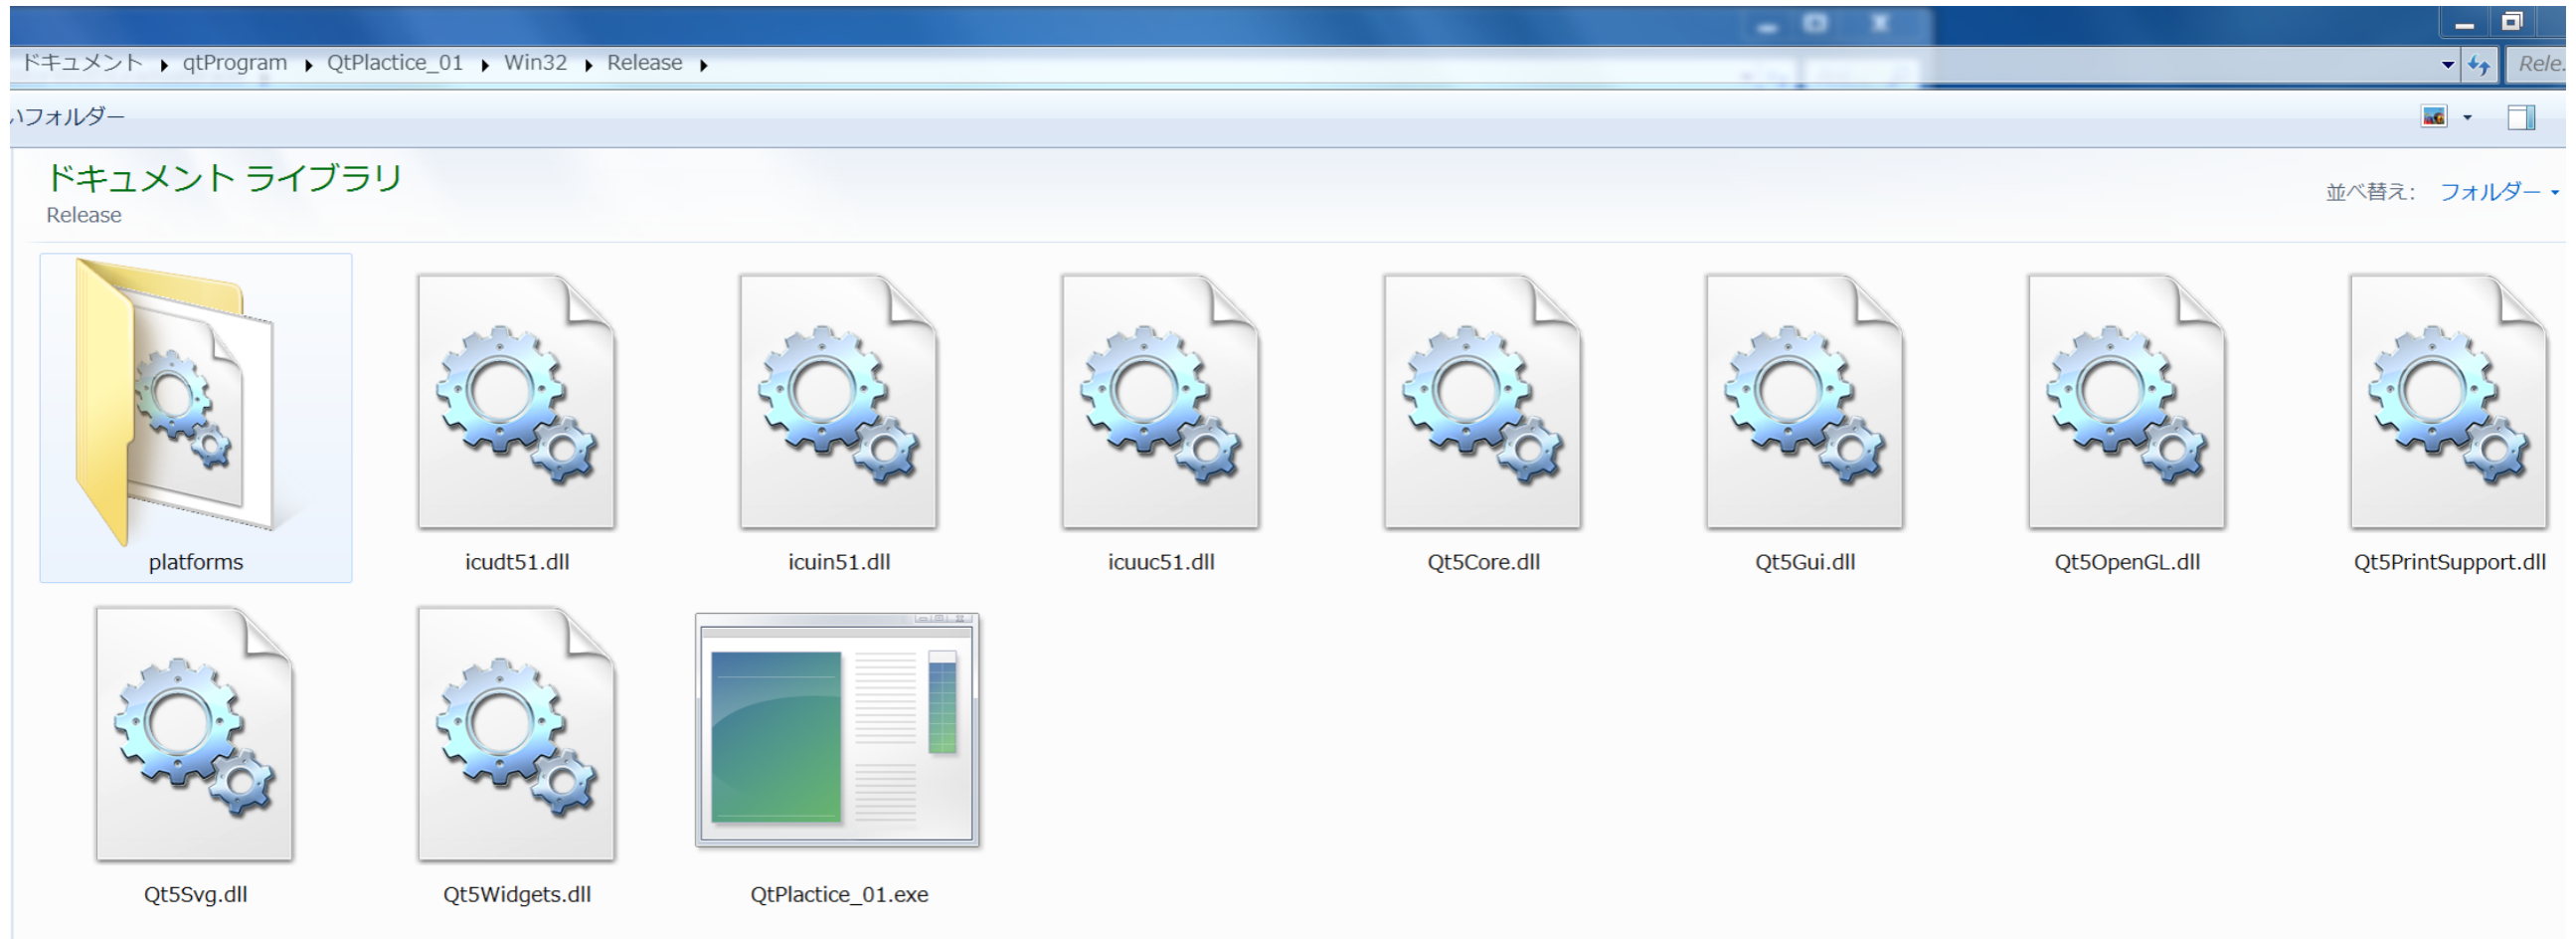 ドキュメント ▸ qtProgram ▸ QtPlactice_01 ▸ Win32 ▸ Release ▸
Rele.
いフォルダー
ドキュメント ライブラリ
Release
並べ替え: フォルダー
platforms
icudt51.dll
icuin51.dll
icuuc51.dll
Qt5Core.dll
Qt5Gui.dll
Qt5OpenGL.dll
Qt5PrintSupport.dll
Qt5Svg.dll
Qt5Widgets.dll
QtPlactice_01.exe